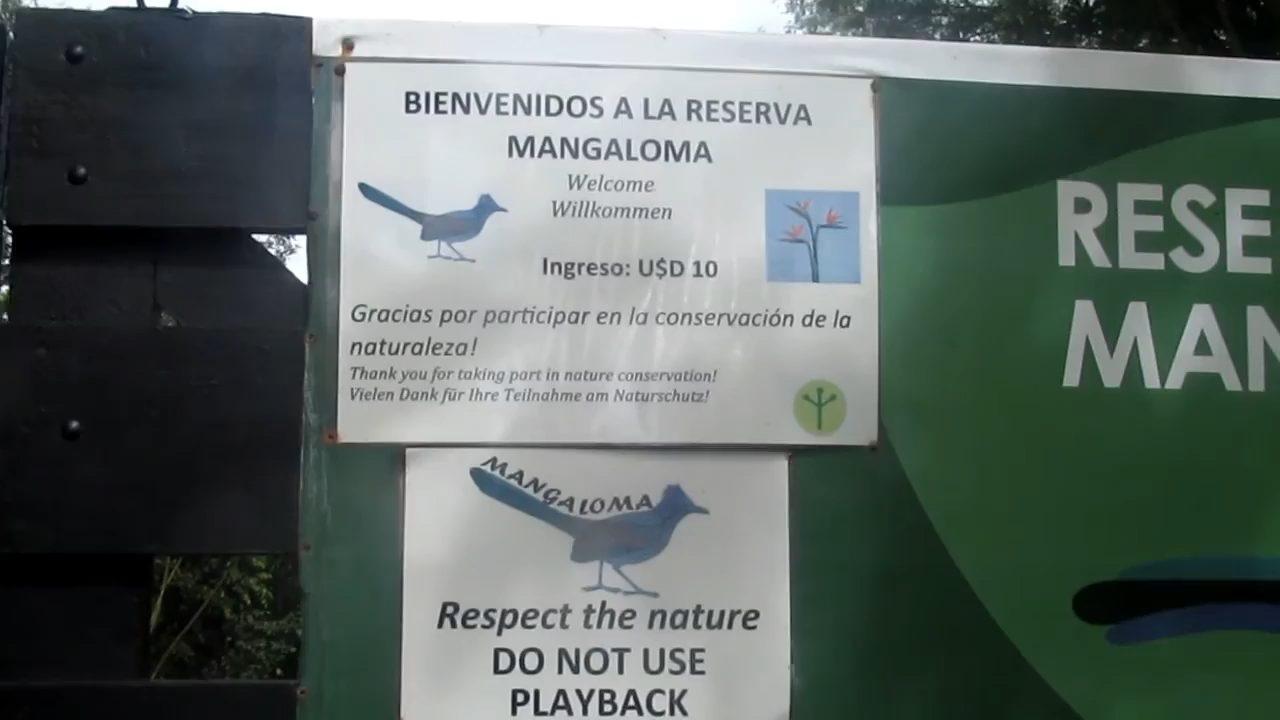 BIENVENIDOS A LA RESERVA
MANGALOMA
Welcome
Willkommen
Ingreso: U$D 10
Gracias por participar en la conservación de la
naturaleza!
Thank you for taking part in nature conservation!
Vielen Dank für Ihre Teilnahme am Naturschutz!
MANGALOMA
Respect the nature
DO NOT USE
PLAYBACK
RESE
MAN